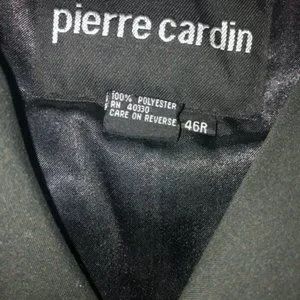 pierre cardin
100% POLYESTER
RN 40330
CARE ON REVERSE
46R